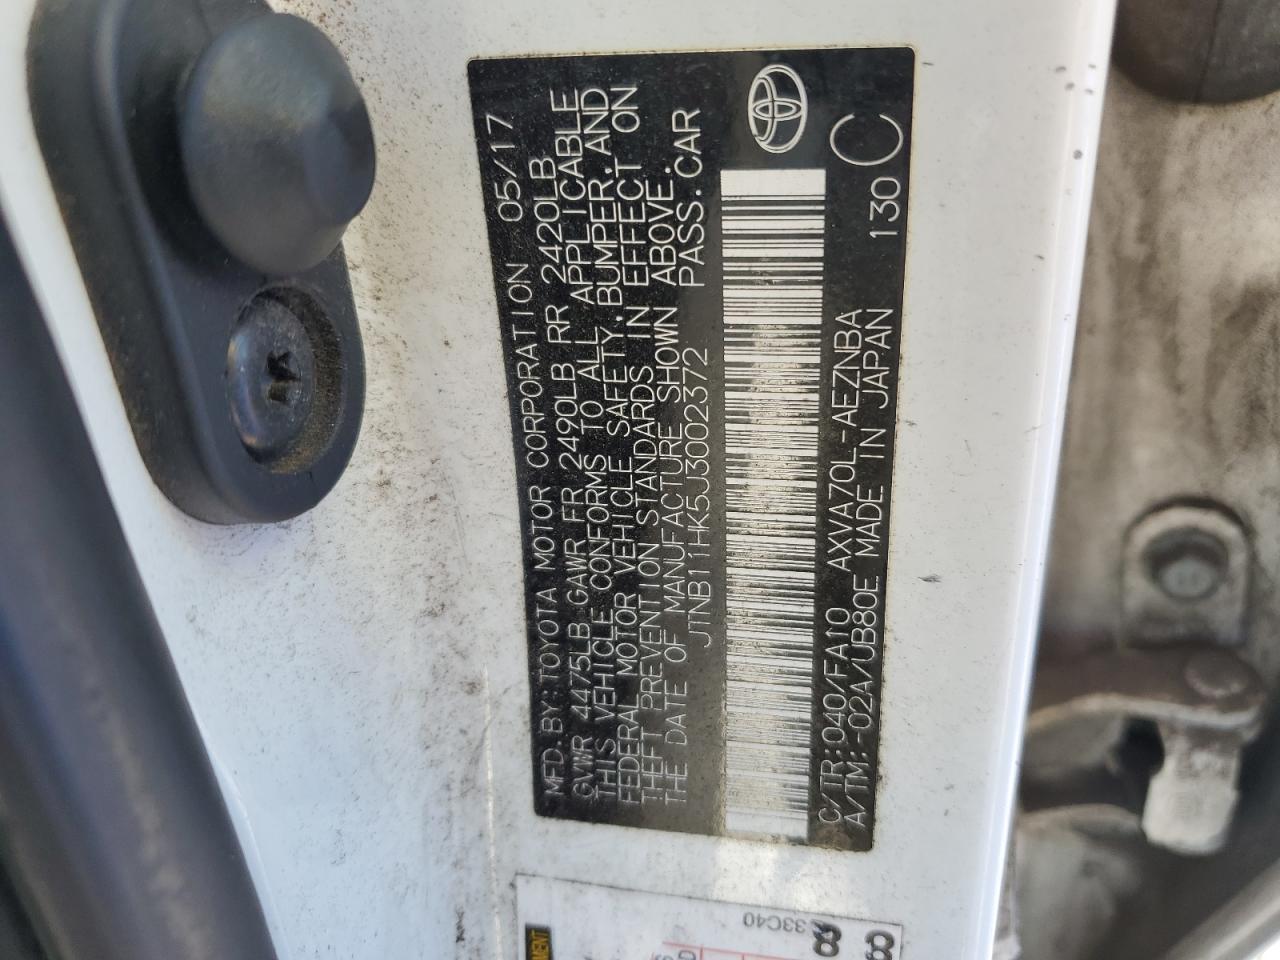 MFD. BY: TOYOTA MOTOR CORPORATION 05/17
GVWR 4475LB GAWR FR 2490LB RR 2420LB
THIS VEHICLE CONFORMS TO ALL APPLICABLE
FEDERAL MOTOR VEHICLE SAFETY, BUMPER, AND
THEFT PREVENTION STANDARDS IN EFFECT ON
THE DATE OF MANUFACTURE SHOWN ABOVE.
JTNB11HK5J3002372 PASS.CAR
C/TR:040/FA10 AXVA70L-AEZNBA
A/TM:-02A/UB80E MADE IN JAPAN 130 C
33C40
8
8